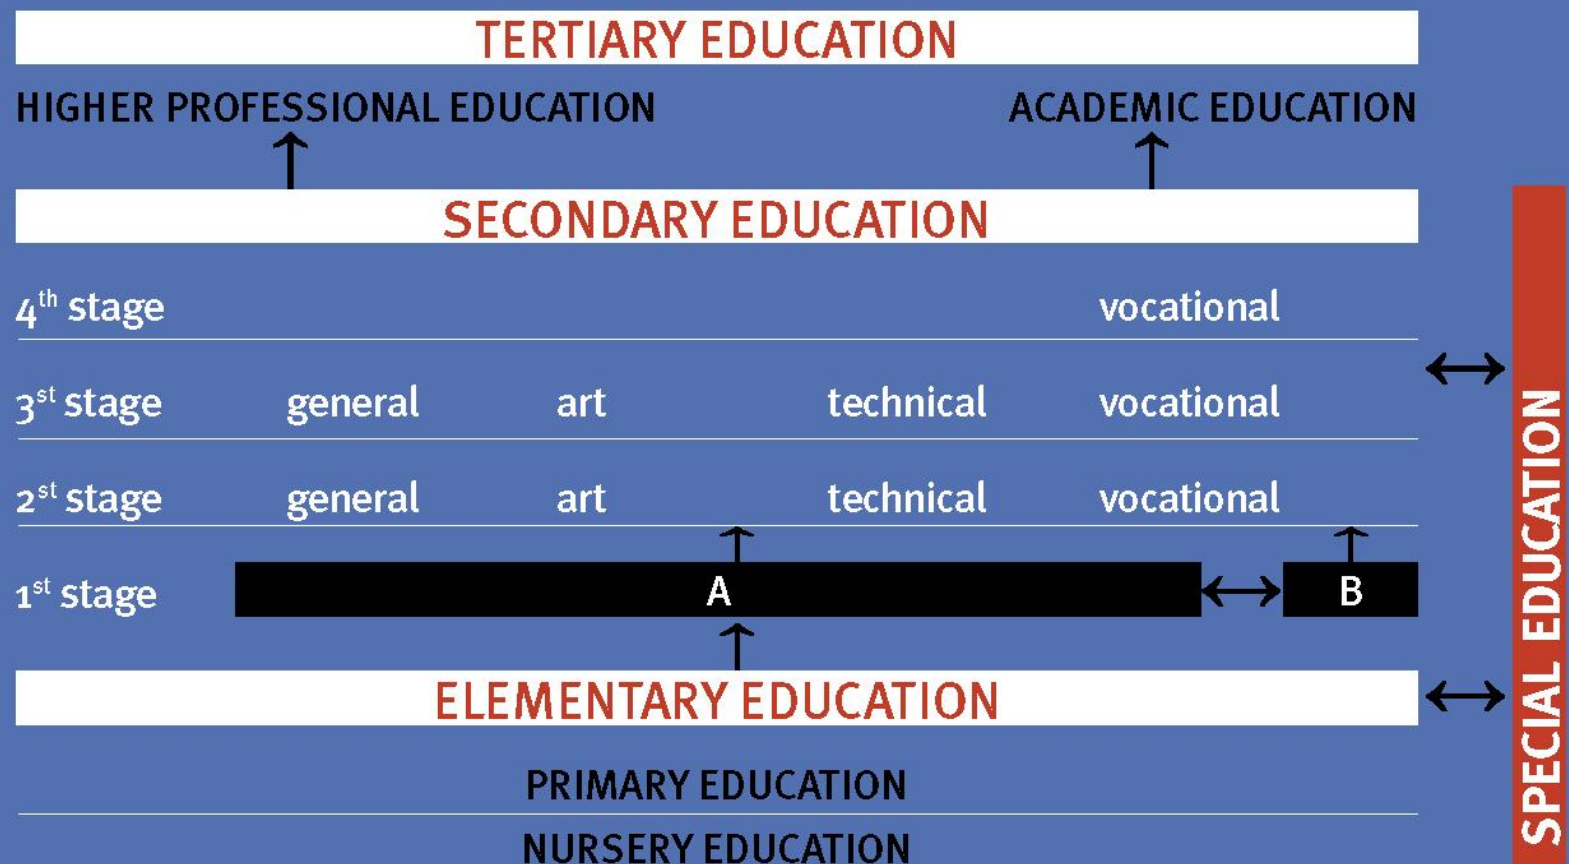 TERTIARY EDUCATION
HIGHER PROFESSIONAL EDUCATION ACADEMIC EDUCATION
SECONDARY EDUCATION
4th stage vocational
3st stage general art technical vocational
2st stage general art technical vocational
1st stage A B
ELEMENTARY EDUCATION
PRIMARY EDUCATION
NURSERY EDUCATION
SPECIAL EDUCATION